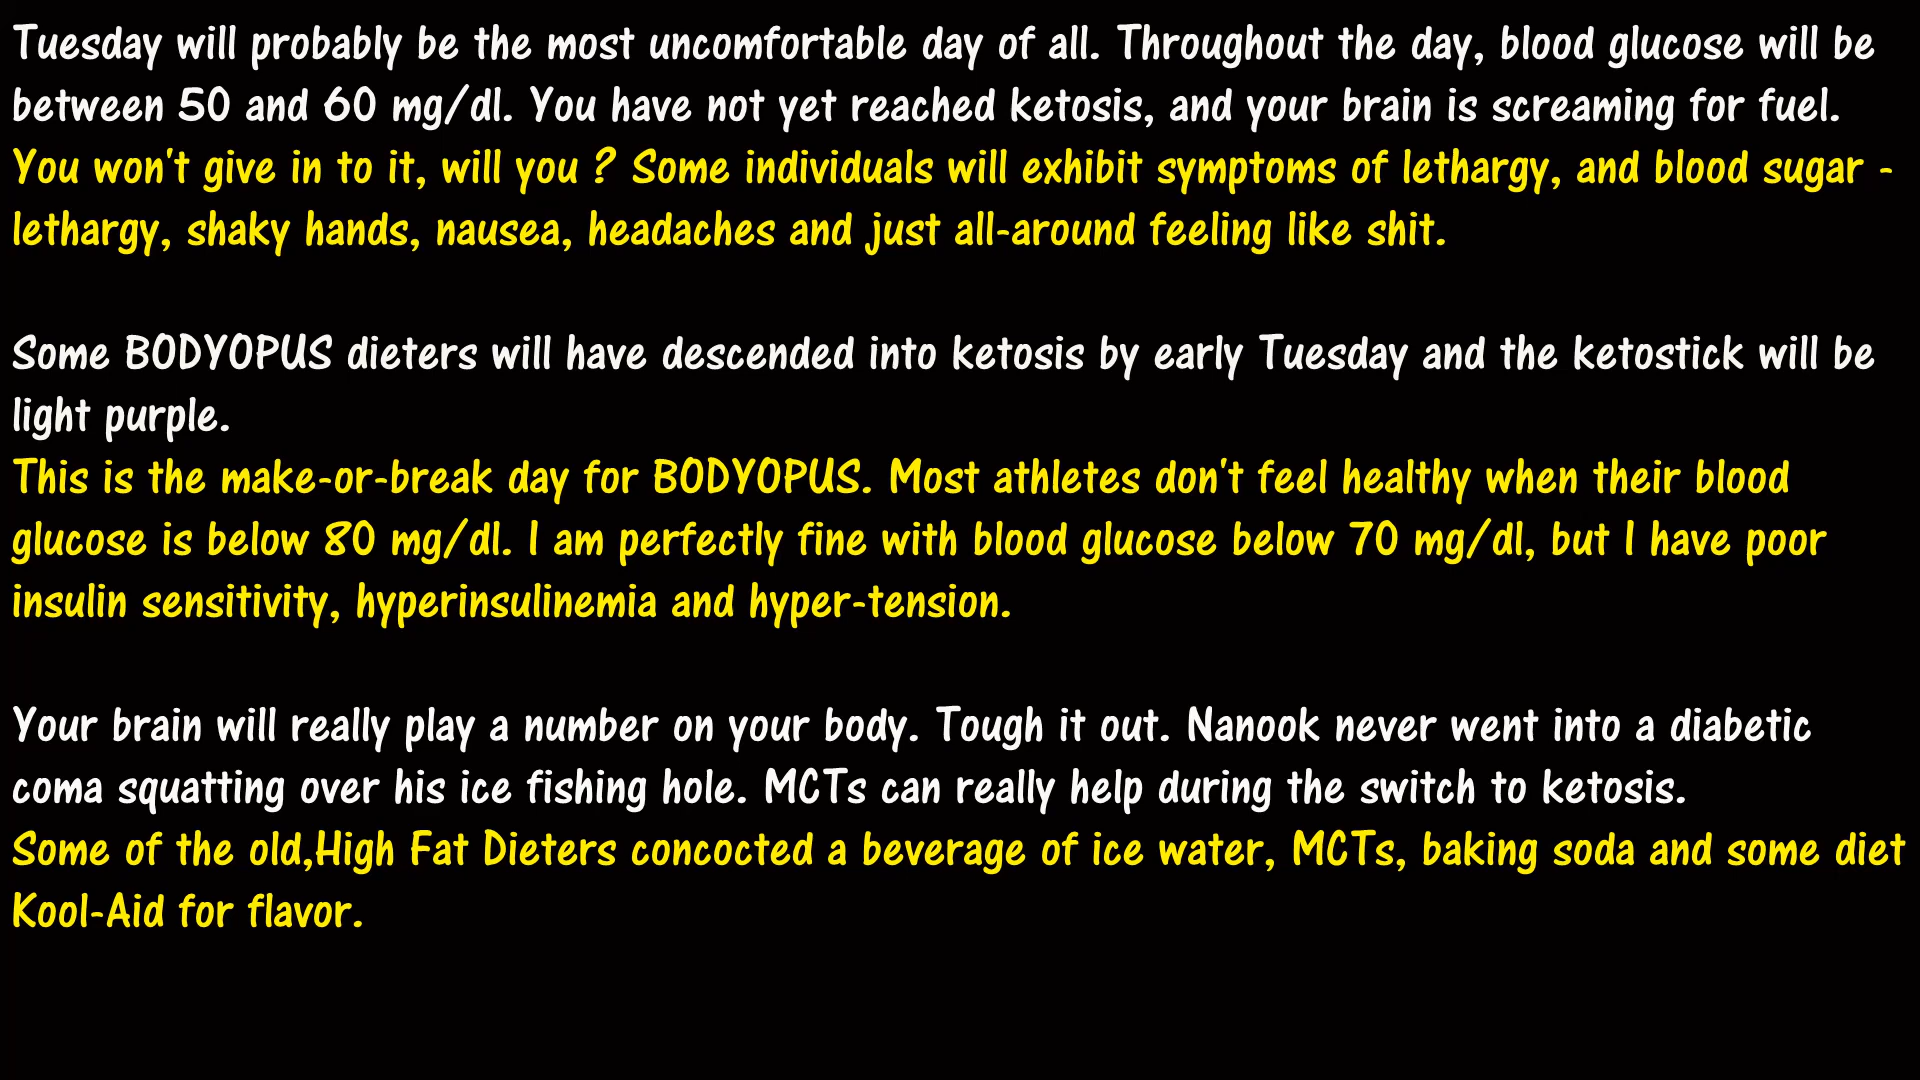 Tuesday will probably be the most uncomfortable day of all. Throughout the day, blood glucose will be
between 50 and 60 mg/dl. You have not yet reached ketosis, and your brain is screaming for fuel.
You won't give in to it, will you ? Some individuals will exhibit symptoms of lethargy, and blood sugar -
lethargy, shaky hands, nausea, headaches and just all-around feeling like shit.
Some BODYOPUS dieters will have descended into ketosis by early Tuesday and the ketostick will be
light purple.
This is the make-or-break day for BODYOPUS. Most athletes don't feel healthy when their blood
glucose is below 80 mg/dl. I am perfectly fine with blood glucose below 70 mg/dl, but I have poor
insulin sensitivity, hyperinsulinemia and hyper-tension.
Your brain will really play a number on your body. Tough it out. Nanook never went into a diabetic
coma squatting over his ice fishing hole. MCTs can really help during the switch to ketosis.
Some of the old,High Fat Dieters concocted a beverage of ice water, MCTs, baking soda and some diet
Kool-Aid for flavor.